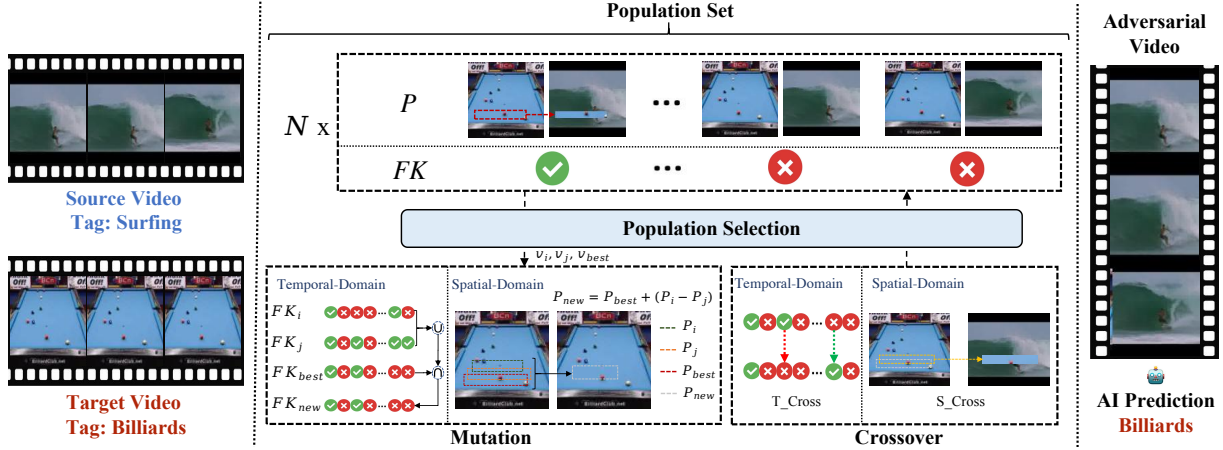 Population Set
Source Video
Tag: Surfing
Target Video
Tag: Billiards
N x
P
FK
Population Selection
v_i, v_j, v_best
Temporal-Domain
FK_i
FK_j
∪
FK_best
∩
FK_new
Spatial-Domain
P_new = P_best + (P_i − P_j)
P_i
P_j
P_best
P_new
BilliardClub.net
Mutation
Temporal-Domain
T_Cross
Spatial-Domain
S_Cross
Crossover
Adversarial
Video
AI Prediction
Billiards